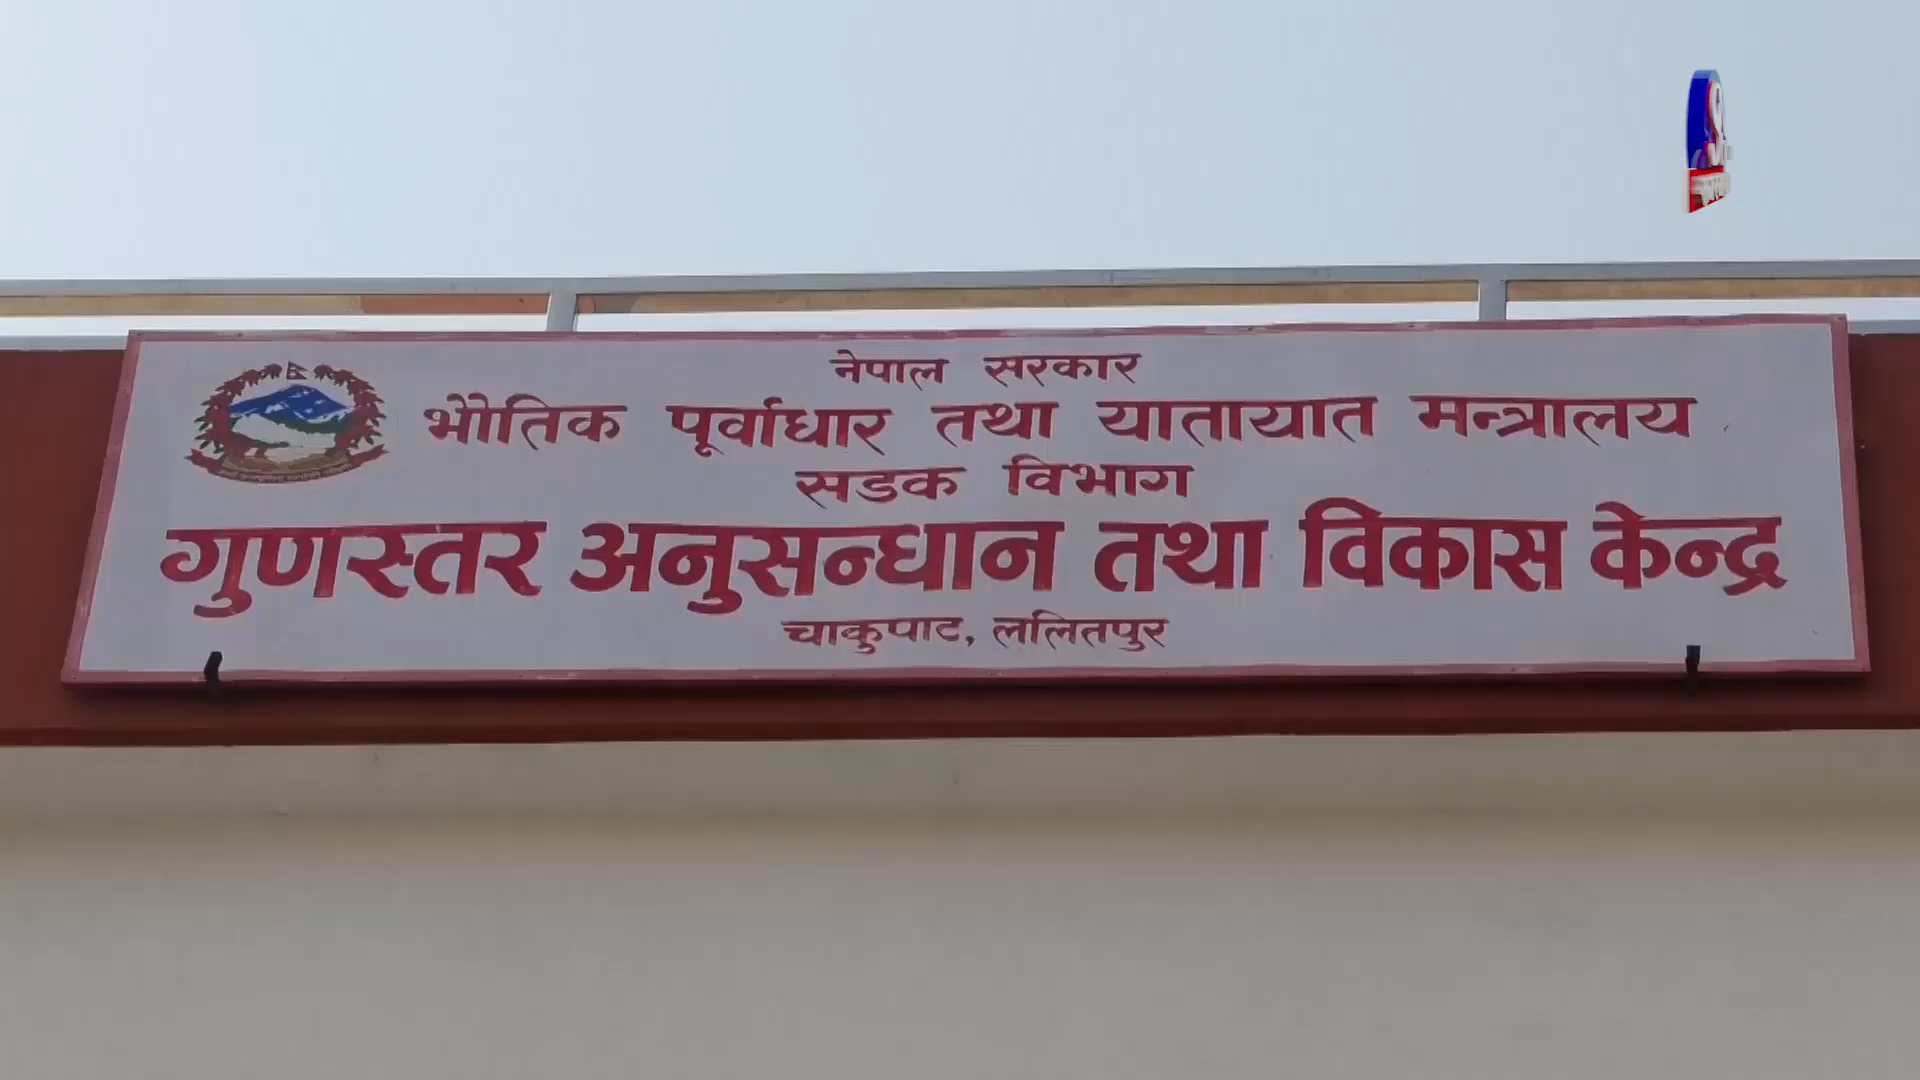 नेपाल सरकार
भौतिक पूर्वाधार तथा यातायात मन्त्रालय
सडक विभाग
गुणस्तर अनुसन्धान तथा विकास केन्द्र
चाकुपाट, ललितपुर